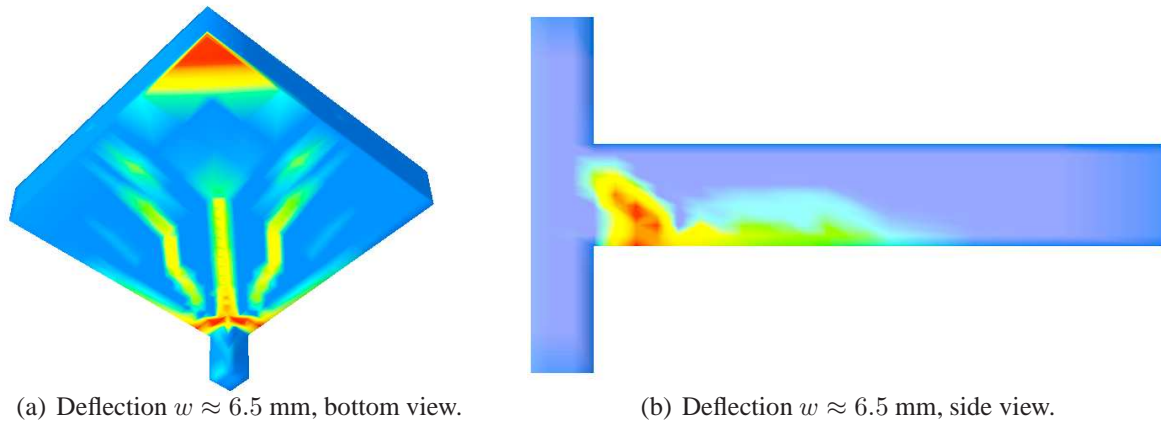 (a) Deflection w ≈ 6.5 mm, bottom view.
(b) Deflection w ≈ 6.5 mm, side view.